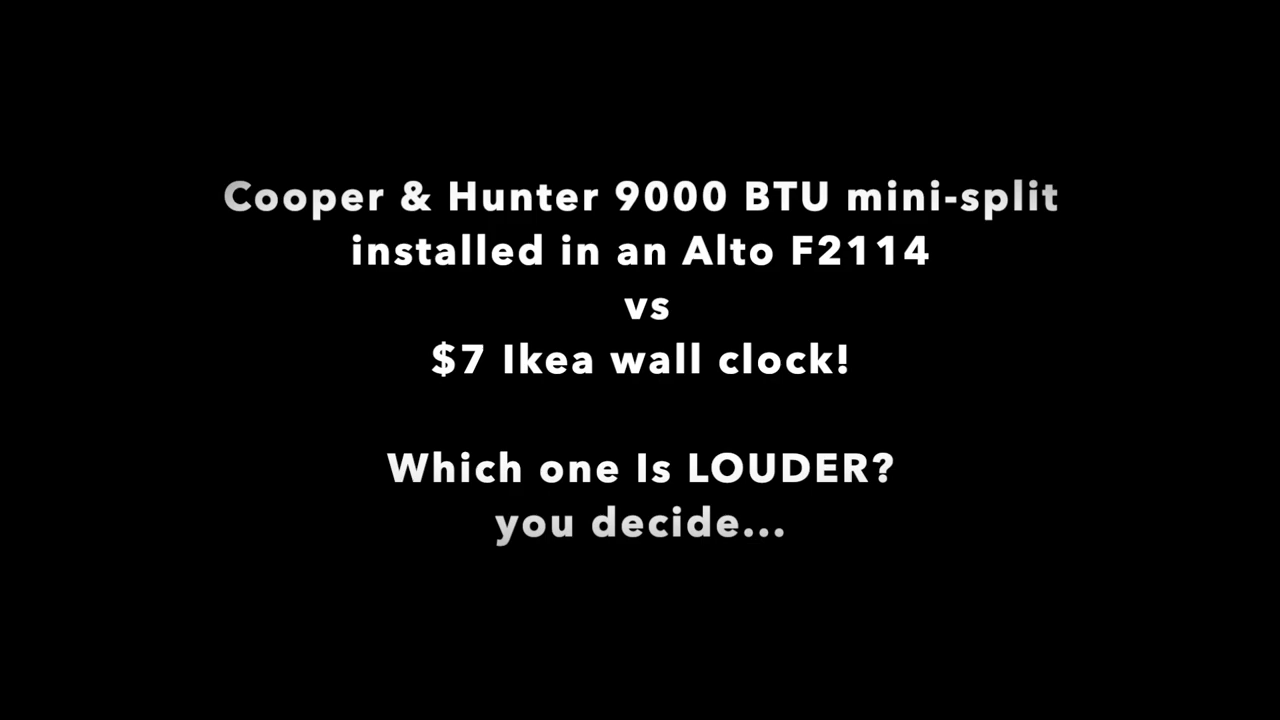 Cooper & Hunter 9000 BTU mini-split
installed in an Alto F2114
vs
$7 Ikea wall clock!
Which one Is LOUDER?
you decide...